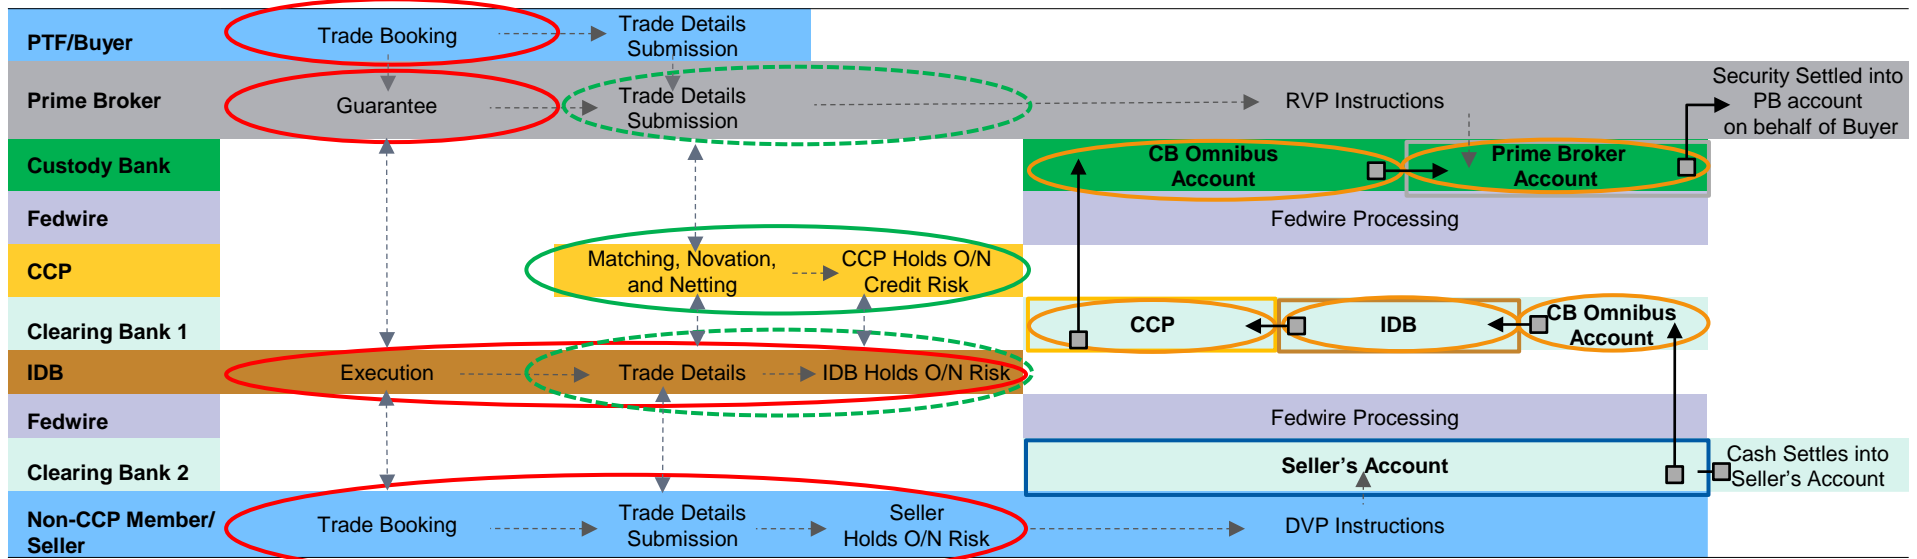 PTF/Buyer
Trade Booking
Trade Details
Submission
Prime Broker
Guarantee
Trade Details
Submission
RVP Instructions
Security Settled into
PB account
on behalf of Buyer
Custody Bank
CB Omnibus
Account
Prime Broker
Account
Fedwire
Fedwire Processing
CCP
Matching, Novation,
and Netting
CCP Holds O/N
Credit Risk
Clearing Bank 1
CCP
IDB
CB Omnibus
Account
IDB
Execution
Trade Details
IDB Holds O/N Risk
Fedwire
Fedwire Processing
Clearing Bank 2
Seller's Account
Cash Settles into
Seller's Account
Non-CCP Member/
Seller
Trade Booking
Trade Details
Submission
Seller
Holds O/N Risk
DVP Instructions